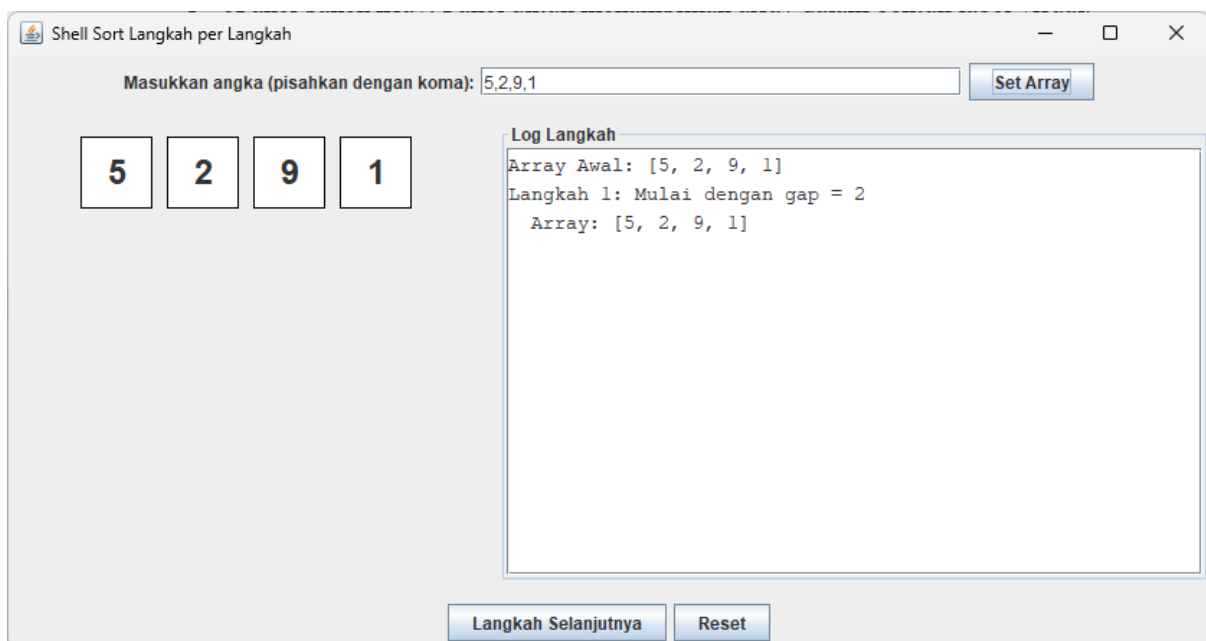 Shell Sort Langkah per Langkah
Masukkan angka (pisahkan dengan koma): 5,2,9,1 Set Array
5 2 9 1
Log Langkah
Array Awal: [5, 2, 9, 1]
Langkah 1: Mulai dengan gap = 2
Array: [5, 2, 9, 1]
Langkah Selanjutnya Reset